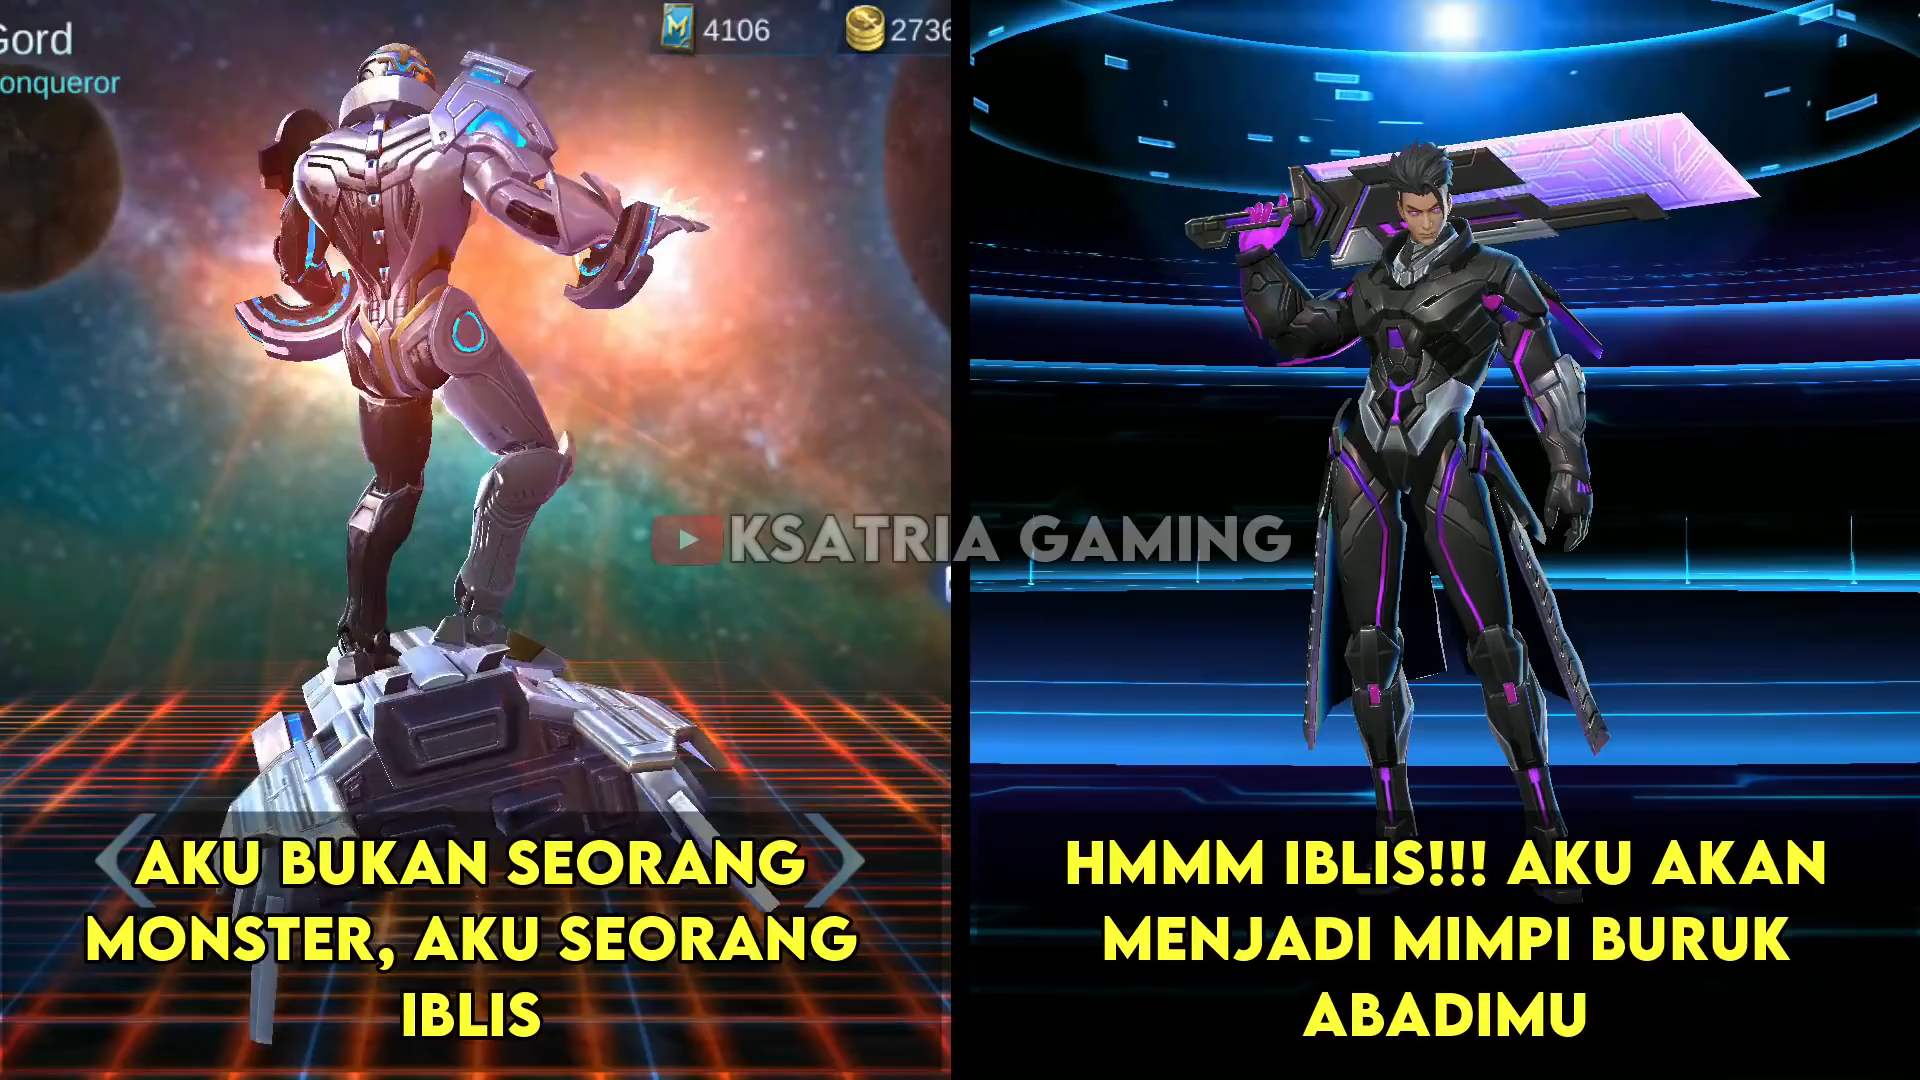 Gord
onqueror
4106
2736
KSATRIA GAMING
AKU BUKAN SEORANG
MONSTER, AKU SEORANG
IBLIS
HMMM IBLIS!!! AKU AKAN
MENJADI MIMPI BURUK
ABADIMU